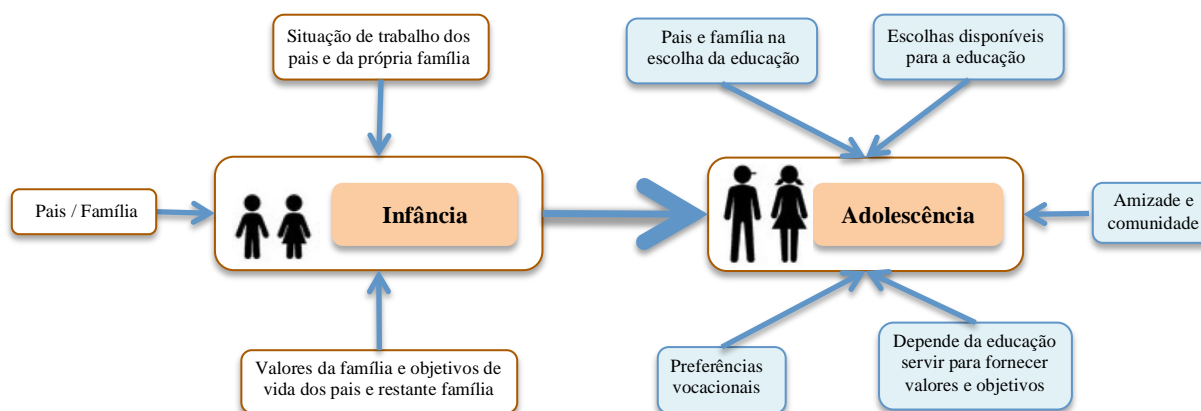 Situação de trabalho dos
pais e da própria família
Pais e família na
escolha da educação
Escolhas disponíveis
para a educação
Pais / Família
Infância
Adolescência
Amizade e
comunidade
Valores da família e objetivos de
vida dos pais e restante família
Preferências
vocacionais
Depende da educação
servir para fornecer
valores e objetivos